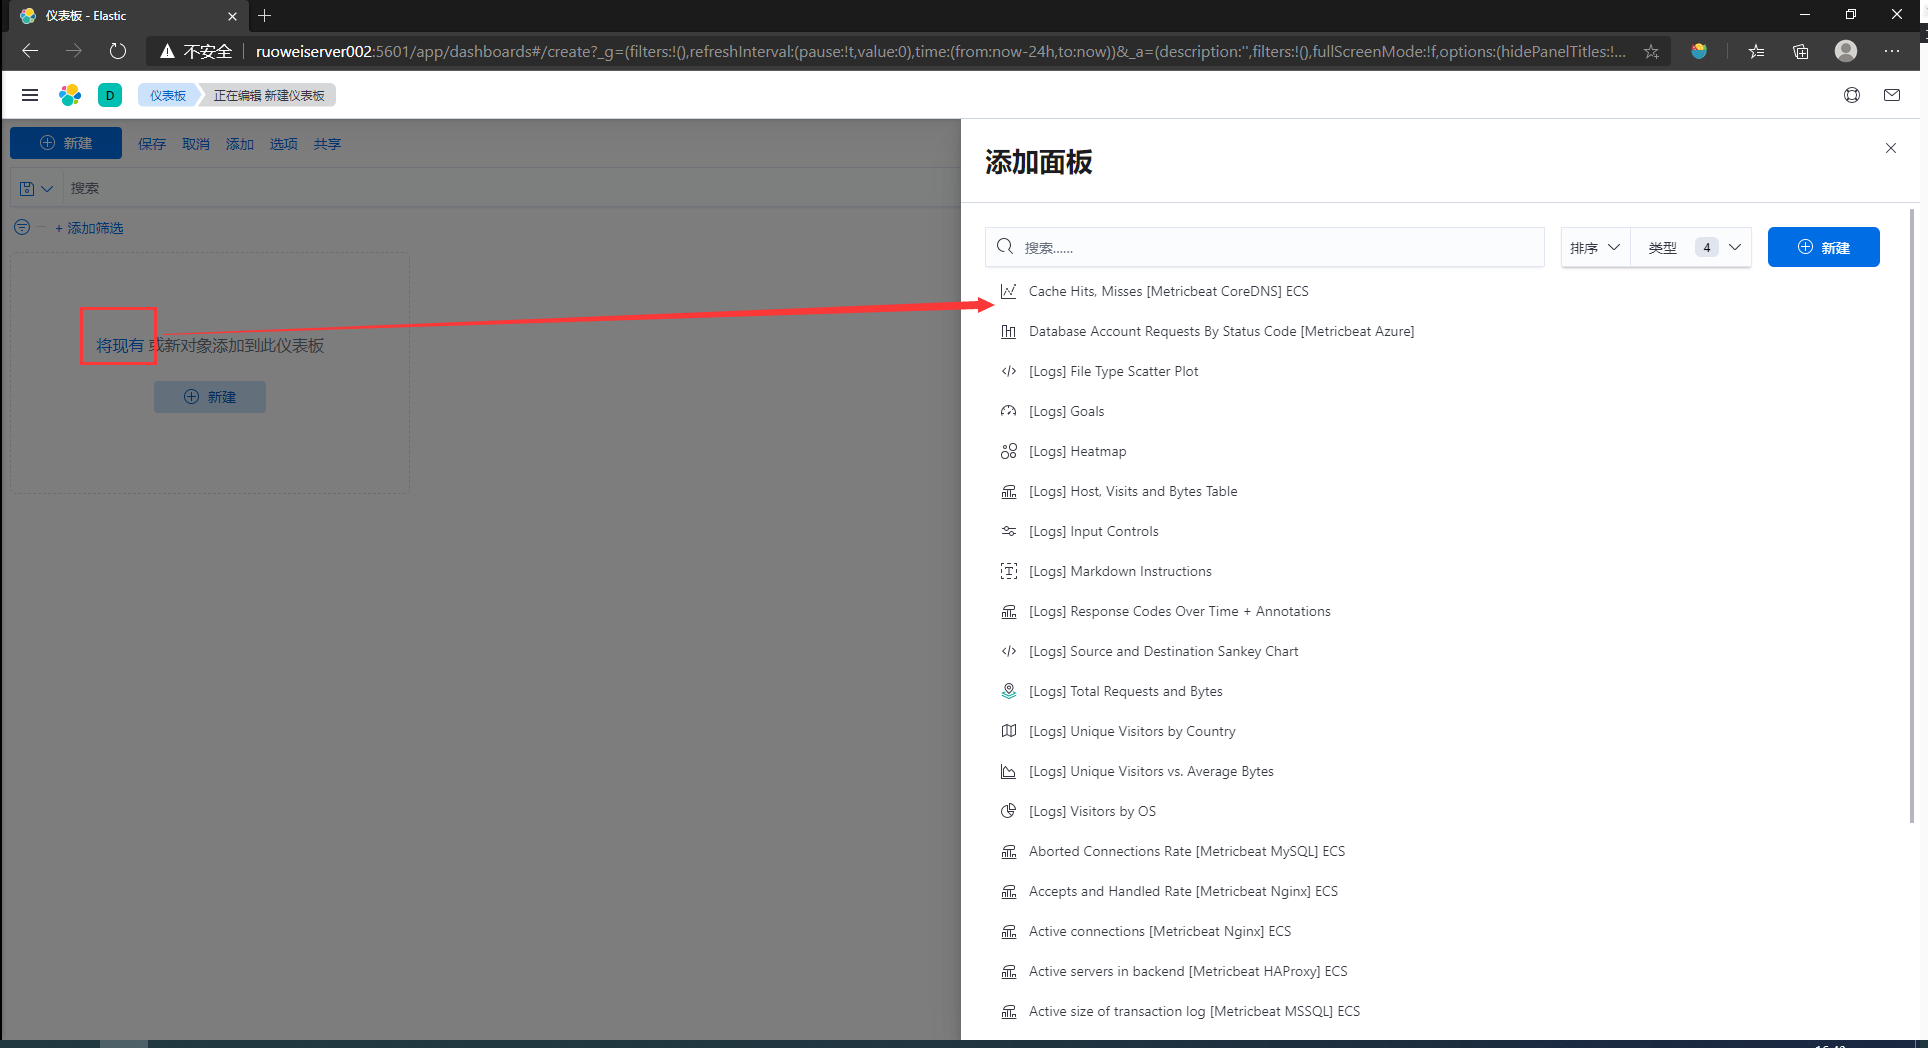 仪表板 - Elastic
不安全 ruoweiserver002:5601/app/dashboards#/create?_g=(filters:!(),refreshInterval:(pause:!t,value:0),time:(from:now-24h,to:now))&_a=(description:'',filters:!(),fullScreenMode:!f,options:(hidePanelTitles:!...
D 仪表板 正在编辑 新建仪表板
新建 保存 取消 添加 选项 共享
搜索
+ 添加筛选
将现有 或新对象添加到此仪表板
新建
添加面板
搜索...... 排序 类型 4 新建
Cache Hits, Misses [Metricbeat CoreDNS] ECS
Database Account Requests By Status Code [Metricbeat Azure]
[Logs] File Type Scatter Plot
[Logs] Goals
[Logs] Heatmap
[Logs] Host, Visits and Bytes Table
[Logs] Input Controls
[Logs] Markdown Instructions
[Logs] Response Codes Over Time + Annotations
[Logs] Source and Destination Sankey Chart
[Logs] Total Requests and Bytes
[Logs] Unique Visitors by Country
[Logs] Unique Visitors vs. Average Bytes
[Logs] Visitors by OS
Aborted Connections Rate [Metricbeat MySQL] ECS
Accepts and Handled Rate [Metricbeat Nginx] ECS
Active connections [Metricbeat Nginx] ECS
Active servers in backend [Metricbeat HAProxy] ECS
Active size of transaction log [Metricbeat MSSQL] ECS